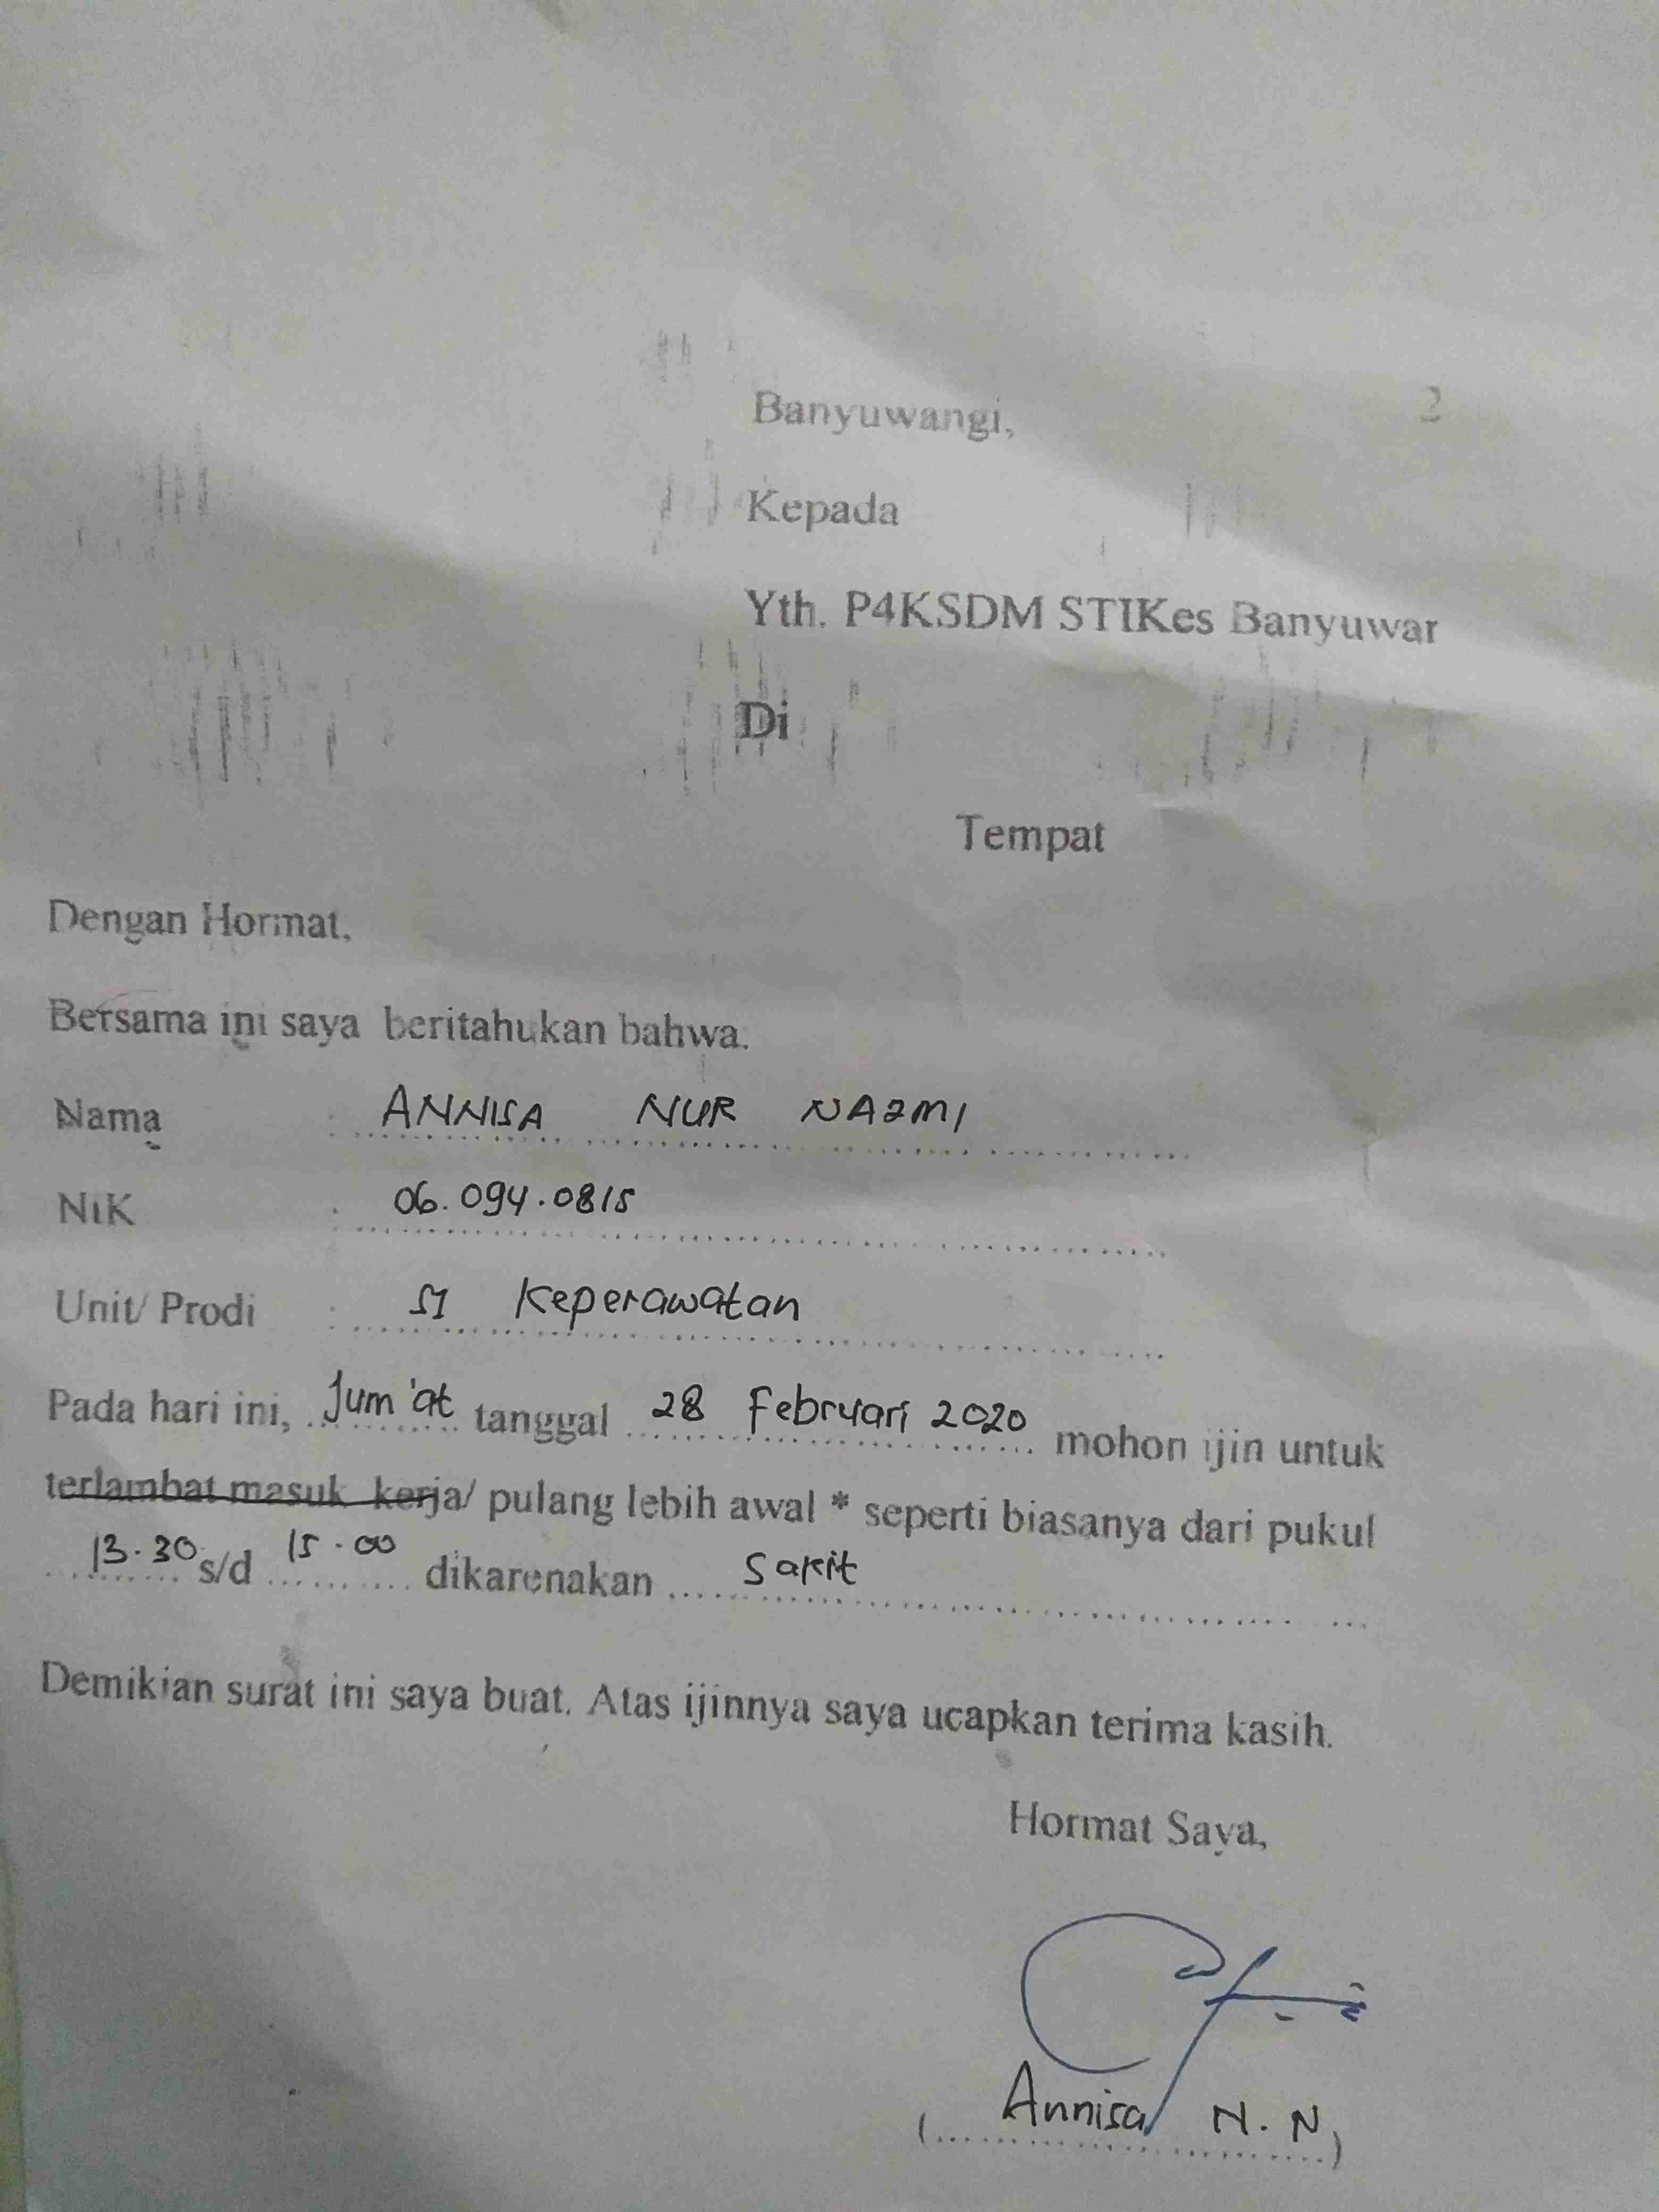 Banyuwangi, 2
Kepada
Yth. P4KSDM STIKes Banyuwar
Di
Tempat
Dengan Hormat,
Bersama ini saya beritahukan bahwa.
Nama : ANNISA NUR NAZMI
NIK : 06.094.0815
Unit/ Prodi : S1 Keperawatan
Pada hari ini, Jum'at tanggal 28 Februari 2020 mohon ijin untuk
terlambat masuk kerja/ pulang lebih awal * seperti biasanya dari pukul
13.30 s/d 15.00 dikarenakan Sakit
Demikian surat ini saya buat. Atas ijinnya saya ucapkan terima kasih.
Hormat Saya,
(Annisa N.N)